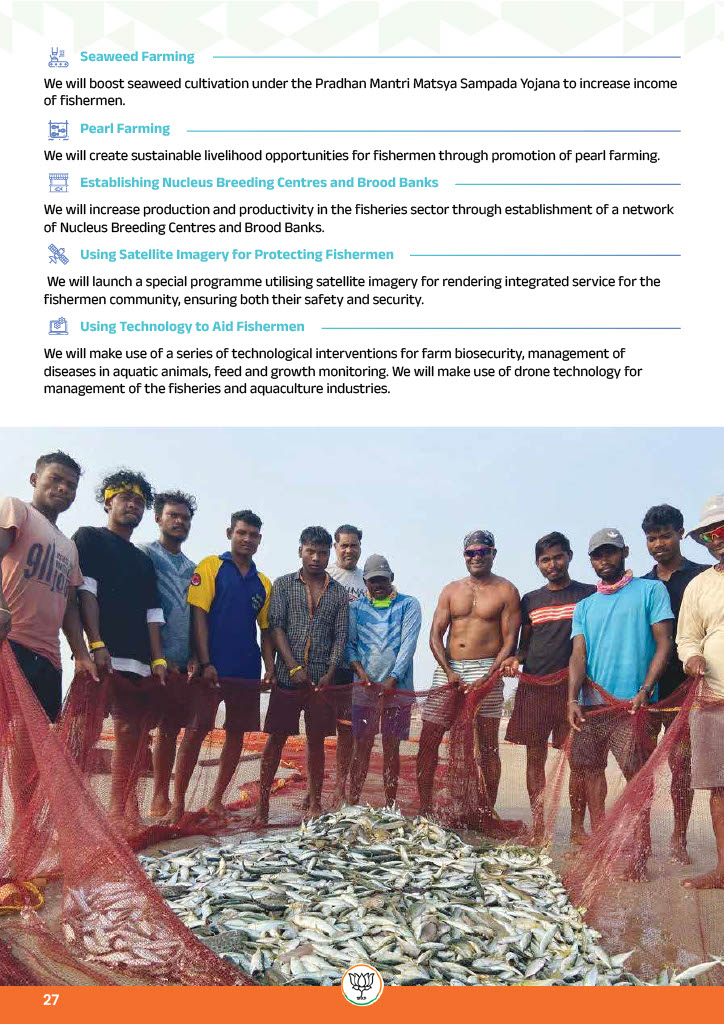 Seaweed Farming
We will boost seaweed cultivation under the Pradhan Mantri Matsya Sampada Yojana to increase income
of fishermen.
Pearl Farming
We will create sustainable livelihood opportunities for fishermen through promotion of pearl farming.
Establishing Nucleus Breeding Centres and Brood Banks
We will increase production and productivity in the fisheries sector through establishment of a network
of Nucleus Breeding Centres and Brood Banks.
Using Satellite Imagery for Protecting Fishermen
We will launch a special programme utilising satellite imagery for rendering integrated service for the
fishermen community, ensuring both their safety and security.
Using Technology to Aid Fishermen
We will make use of a series of technological interventions for farm biosecurity, management of
diseases in aquatic animals, feed and growth monitoring. We will make use of drone technology for
management of the fisheries and aquaculture industries.
27